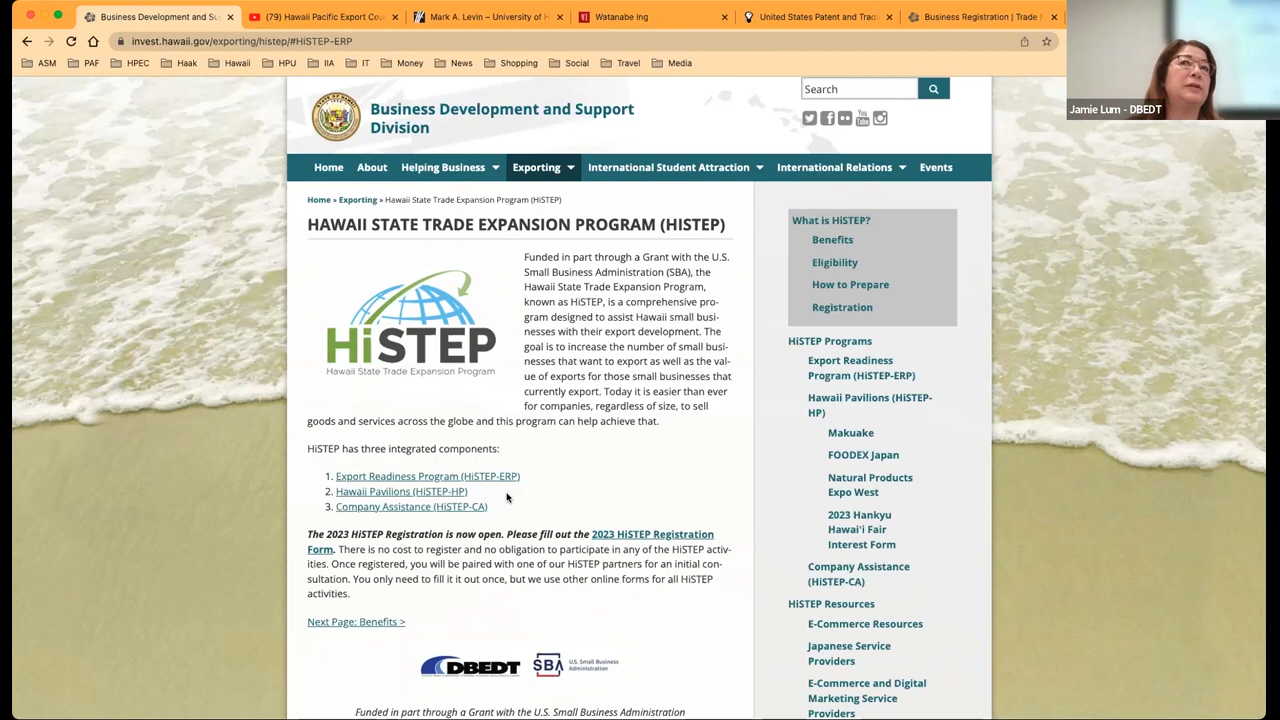 Business Development and Su
(79) Hawaii Pacific Export Cou
Mark A. Levin – University of H
Watanabe Ing
United States Patent and Trad
Business Registration | Trade N
invest.hawaii.gov/exporting/histep/#HiSTEP-ERP
ASM
PAF
HPEC
Haak
Hawaii
HPU
IIA
IT
Money
News
Shopping
Social
Travel
Media
Jamie Lum - DBEDT
Business Development and Support
Division
Search
Home
About
Helping Business
Exporting
International Student Attraction
International Relations
Events
Home » Exporting » Hawaii State Trade Expansion Program (HiSTEP)
HAWAII STATE TRADE EXPANSION PROGRAM (HISTEP)
HiSTEP
Hawaii State Trade Expansion Program
Funded in part through a Grant with the U.S.
Small Business Administration (SBA), the
Hawaii State Trade Expansion Program,
known as HiSTEP, is a comprehensive pro-
gram designed to assist Hawaii small busi-
nesses with their export development. The
goal is to increase the number of small busi-
nesses that want to export as well as the val-
ue of exports for those small businesses that
currently export. Today it is easier than ever
for companies, regardless of size, to sell
goods and services across the globe and this program can help achieve that.
HiSTEP has three integrated components:
1. Export Readiness Program (HiSTEP-ERP)
2. Hawaii Pavilions (HiSTEP-HP)
3. Company Assistance (HiSTEP-CA)
The 2023 HiSTEP Registration is now open. Please fill out the 2023 HiSTEP Registration
Form. There is no cost to register and no obligation to participate in any of the HiSTEP activ-
ities. Once registered, you will be paired with one of our HiSTEP partners for an initial con-
sultation. You only need to fill it it out once, but we use other online forms for all HiSTEP
activities.
Next Page: Benefits >
DBEDT
SBA
U.S. Small Business
Administration
Funded in part through a Grant with the U.S. Small Business Administration
What is HiSTEP?
Benefits
Eligibility
How to Prepare
Registration
HiSTEP Programs
Export Readiness
Program (HiSTEP-ERP)
Hawaii Pavilions (HiSTEP-
HP)
Makuake
FOODEX Japan
Natural Products
Expo West
2023 Hankyu
Hawai'i Fair
Interest Form
Company Assistance
(HiSTEP-CA)
HiSTEP Resources
E-Commerce Resources
Japanese Service
Providers
E-Commerce and Digital
Marketing Service
Providers